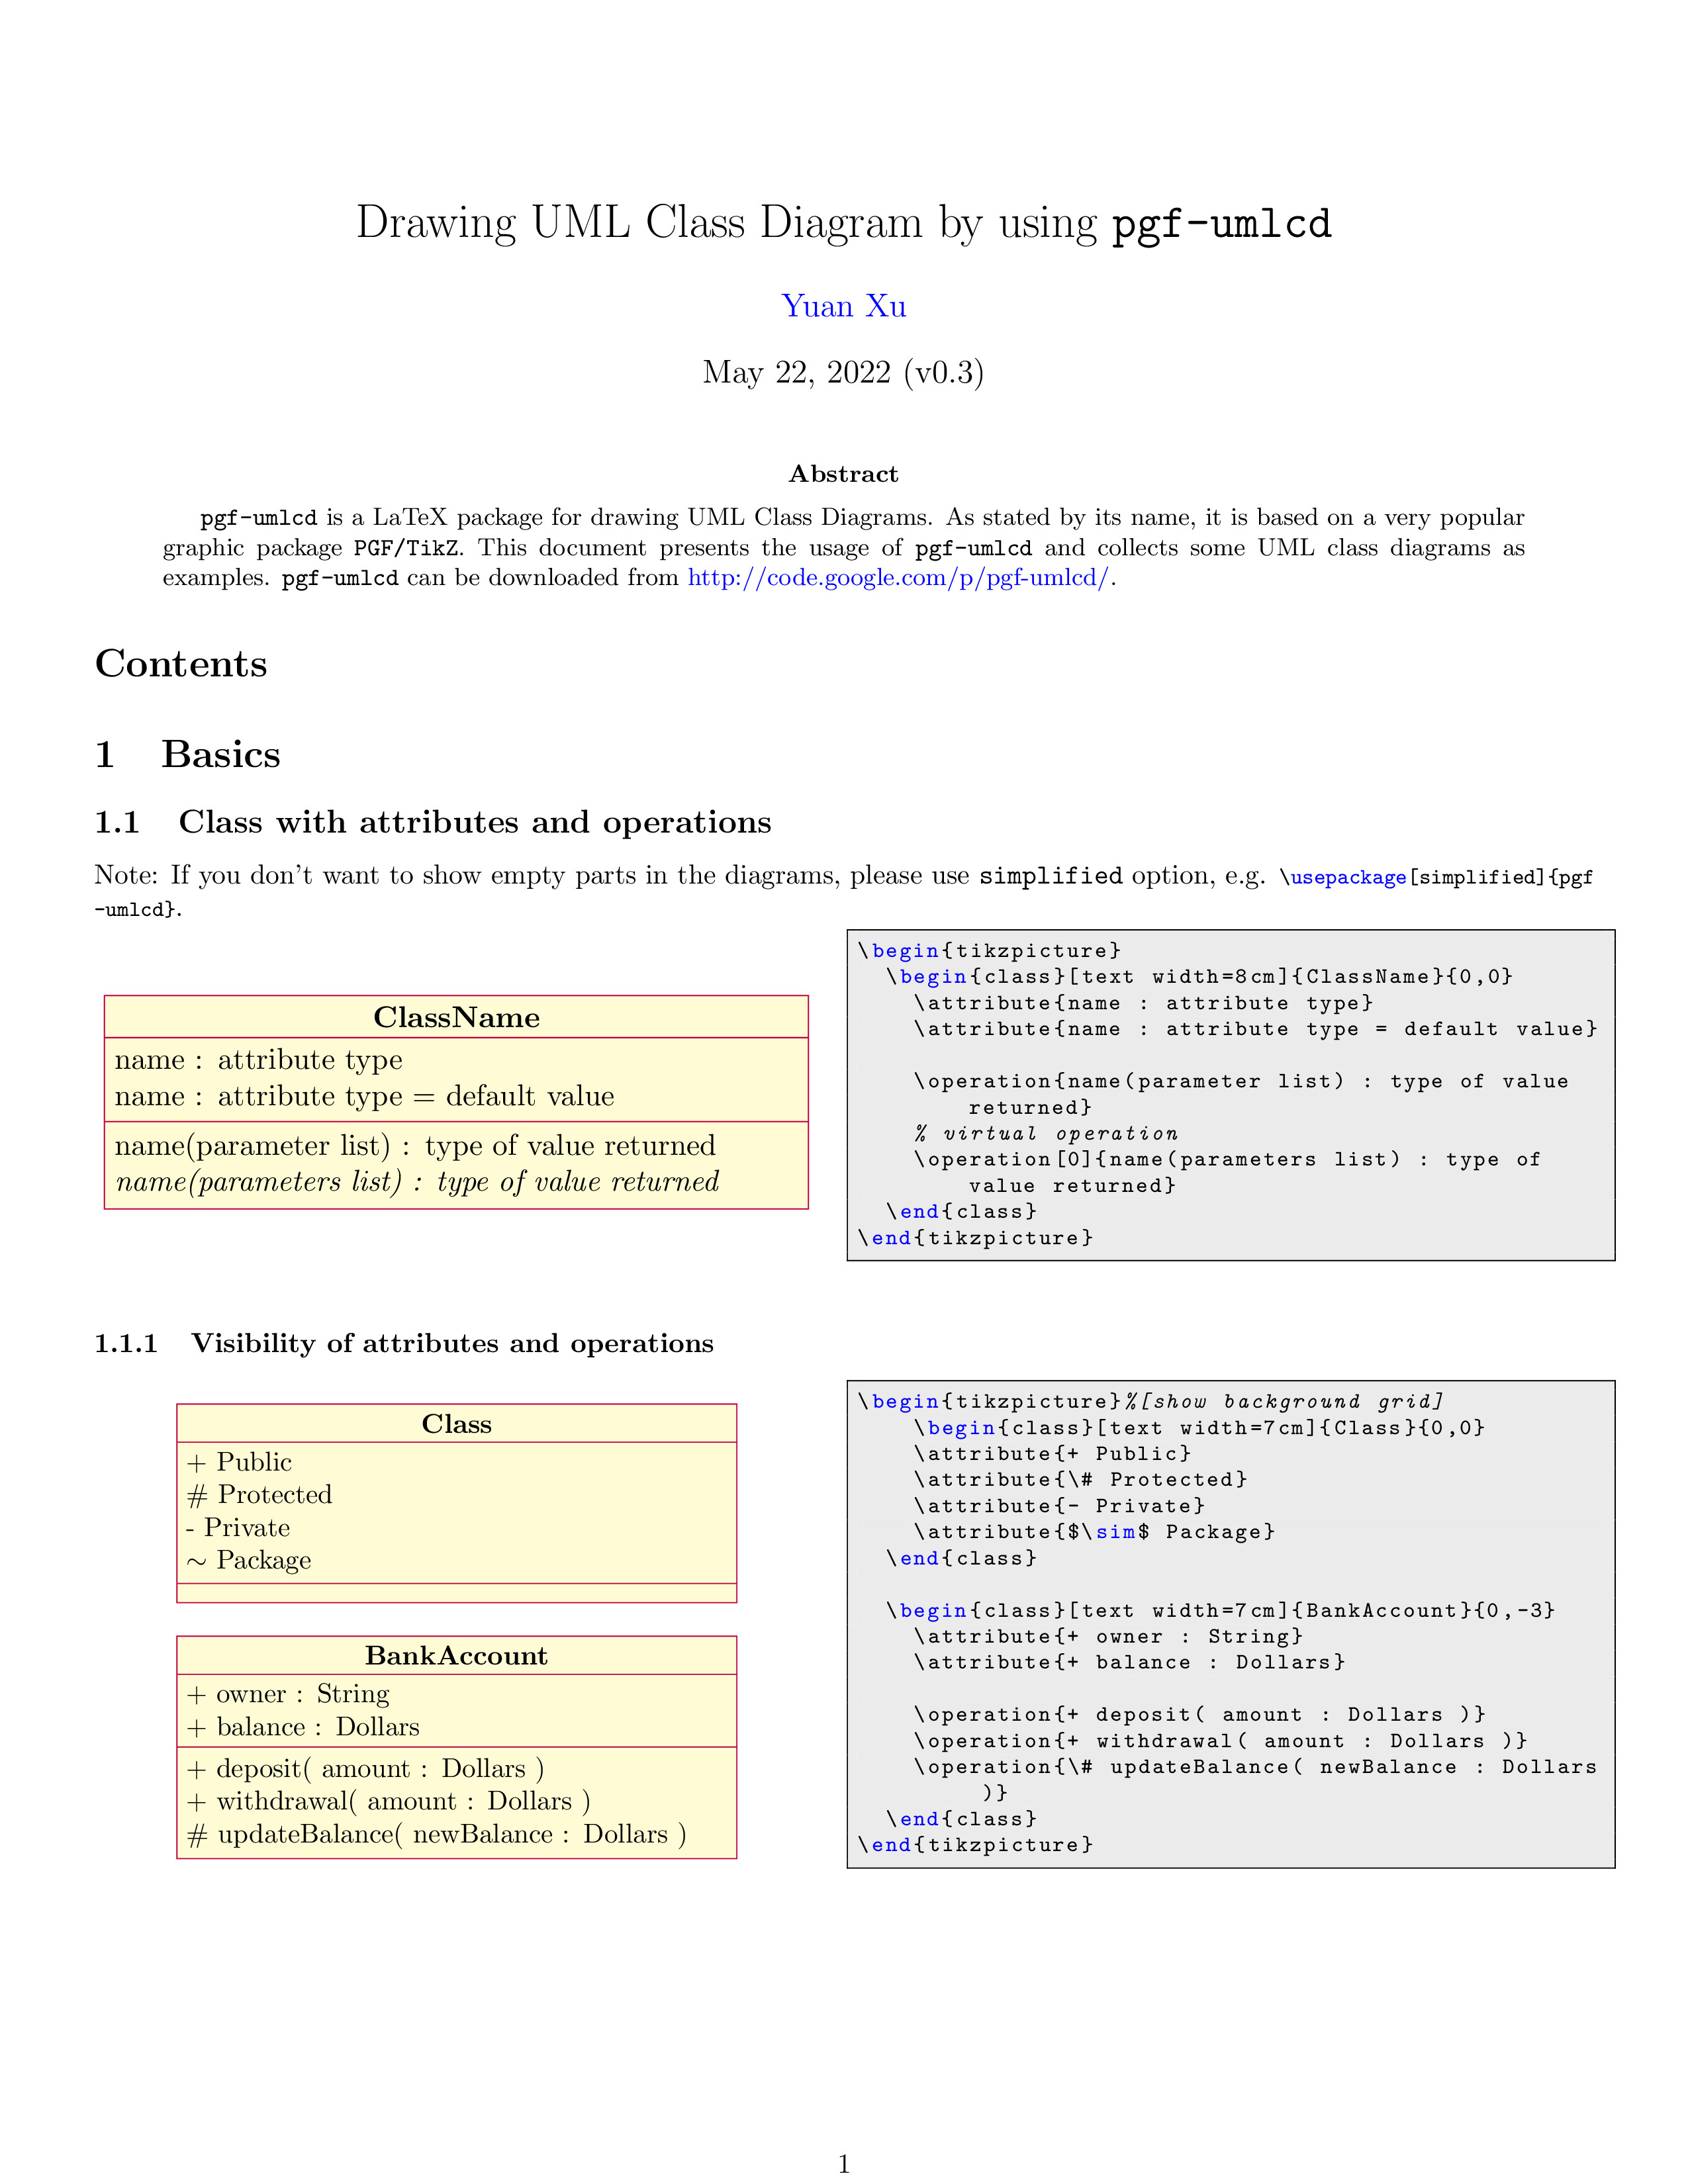 Drawing UML Class Diagram by using pgf-umlcd
Yuan Xu
May 22, 2022 (v0.3)
Abstract
pgf-umlcd is a LaTeX package for drawing UML Class Diagrams. As stated by its name, it is based on a very popular
graphic package PGF/TikZ. This document presents the usage of pgf-umlcd and collects some UML class diagrams as
examples. pgf-umlcd can be downloaded from http://code.google.com/p/pgf-umlcd/.
Contents
1 Basics
1.1 Class with attributes and operations
Note: If you don't want to show empty parts in the diagrams, please use simplified option, e.g. \usepackage[simplified]{pgf
-umlcd}.
ClassName
name : attribute type
name : attribute type = default value
name(parameter list) : type of value returned
name(parameters list) : type of value returned
\begin{tikzpicture}
  \begin{class}[text width=8cm]{ClassName}{0,0}
    \attribute{name : attribute type}
    \attribute{name : attribute type = default value}
    \operation{name(parameter list) : type of value
        returned}
    % virtual operation
    \operation[0]{name(parameters list) : type of
        value returned}
  \end{class}
\end{tikzpicture}
1.1.1 Visibility of attributes and operations
Class
+ Public
# Protected
- Private
∼ Package
BankAccount
+ owner : String
+ balance : Dollars
+ deposit( amount : Dollars )
+ withdrawal( amount : Dollars )
# updateBalance( newBalance : Dollars )
\begin{tikzpicture}%[show background grid]
    \begin{class}[text width=7cm]{Class}{0,0}
    \attribute{+ Public}
    \attribute{\# Protected}
    \attribute{- Private}
    \attribute{$\sim$ Package}
  \end{class}
  \begin{class}[text width=7cm]{BankAccount}{0,-3}
    \attribute{+ owner : String}
    \attribute{+ balance : Dollars}
    \operation{+ deposit( amount : Dollars )}
    \operation{+ withdrawal( amount : Dollars )}
    \operation{\# updateBalance( newBalance : Dollars
         )}
  \end{class}
\end{tikzpicture}
1